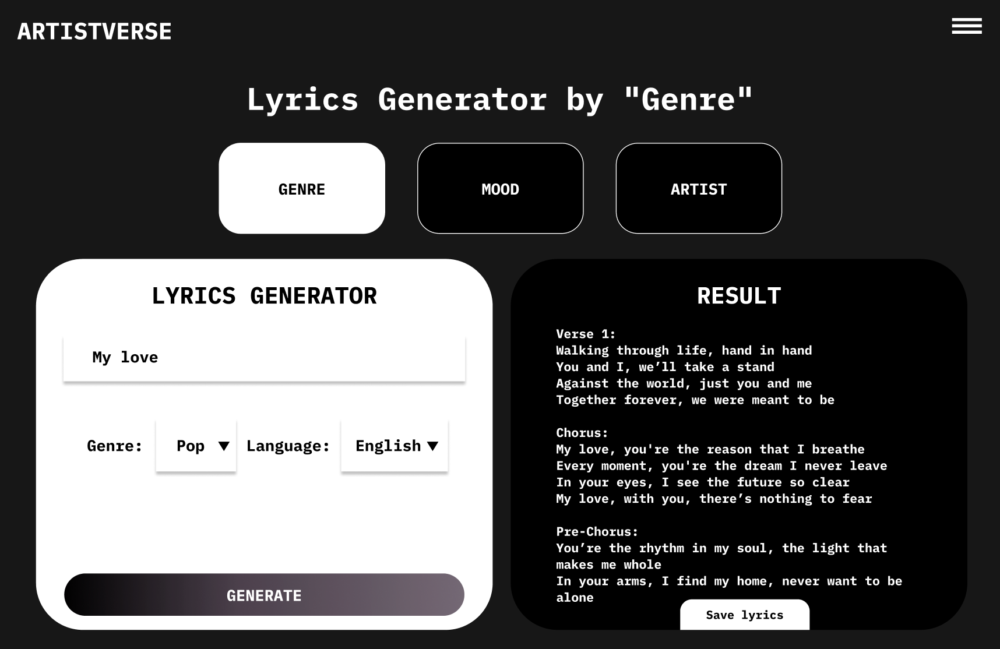 ARTISTVERSE
Lyrics Generator by "Genre"
GENRE
MOOD
ARTIST
LYRICS GENERATOR
My love
Genre:
Pop
Language:
English
GENERATE
RESULT
Verse 1:
Walking through life, hand in hand
You and I, we’ll take a stand
Against the world, just you and me
Together forever, we were meant to be
Chorus:
My love, you're the reason that I breathe
Every moment, you're the dream I never leave
In your eyes, I see the future so clear
My love, with you, there’s nothing to fear
Pre-Chorus:
You’re the rhythm in my soul, the light that
makes me whole
In your arms, I find my home, never want to be
alone
Save lyrics